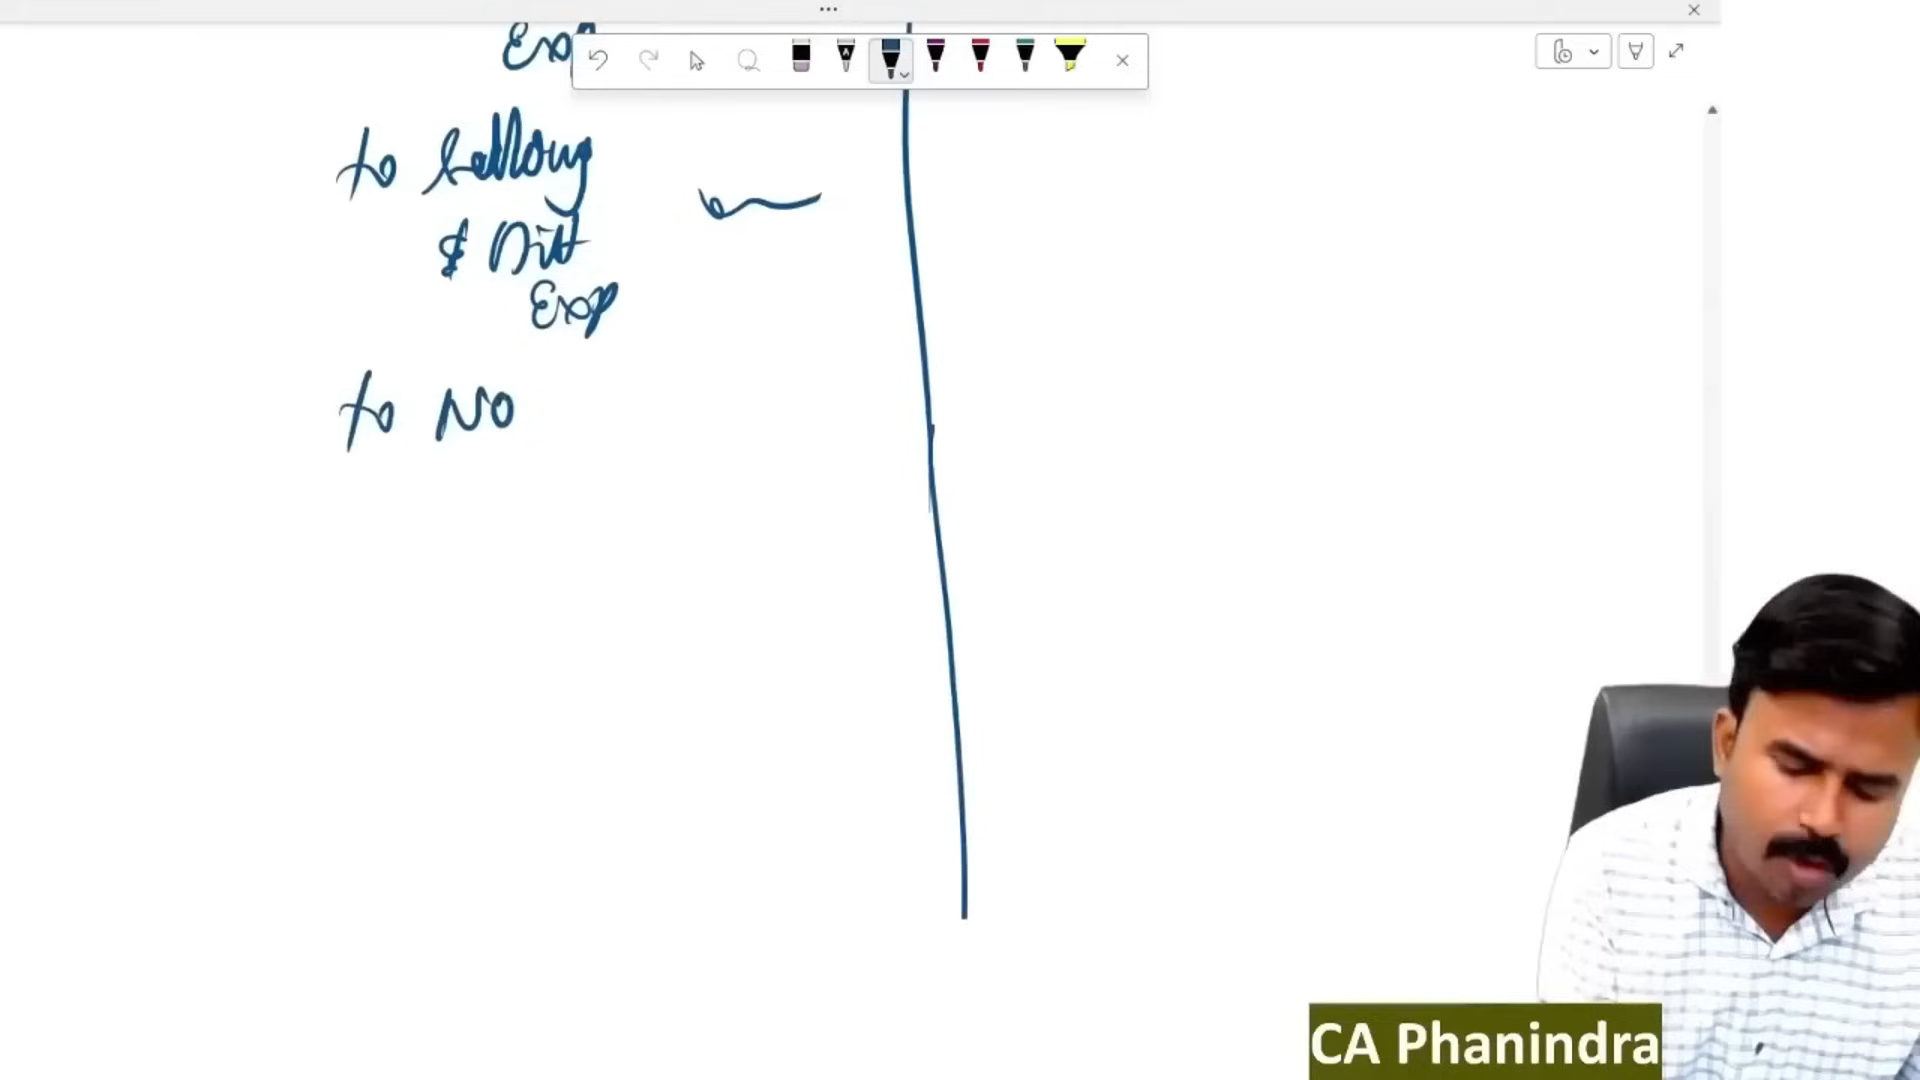 Exp
to Selling
& Dist
Exp
to No
CA Phanindra